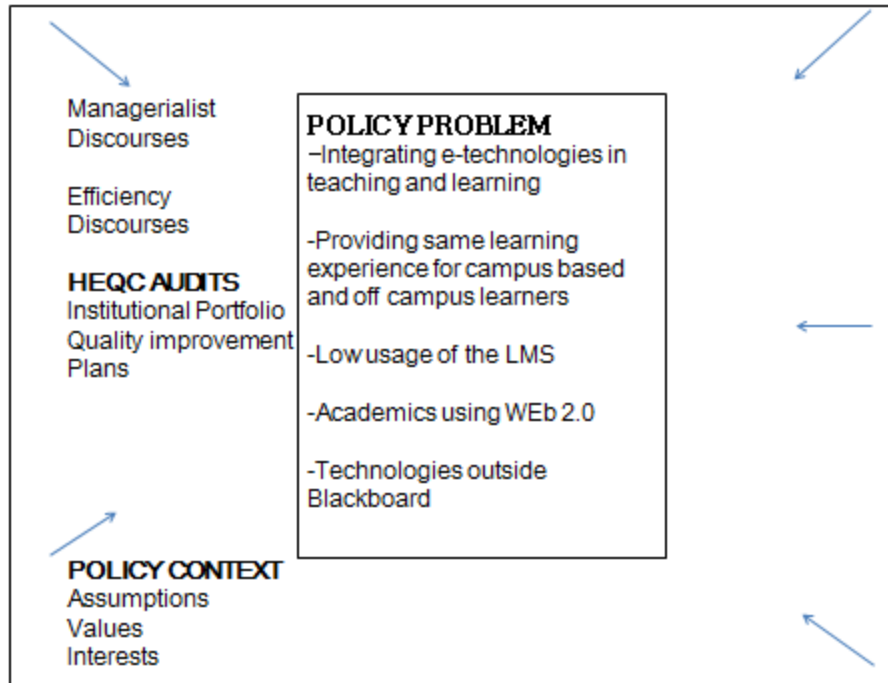 Managerialist
Discourses
Efficiency
Discourses
HEQC AUDITS
Institutional Portfolio
Quality improvement
Plans
POLICY CONTEXT
Assumptions
Values
Interests
POLICY PROBLEM
–Integrating e-technologies in
teaching and learning
-Providing same learning
experience for campus based
and off campus learners
-Low usage of the LMS
-Academics using WEb 2.0
-Technologies outside
Blackboard